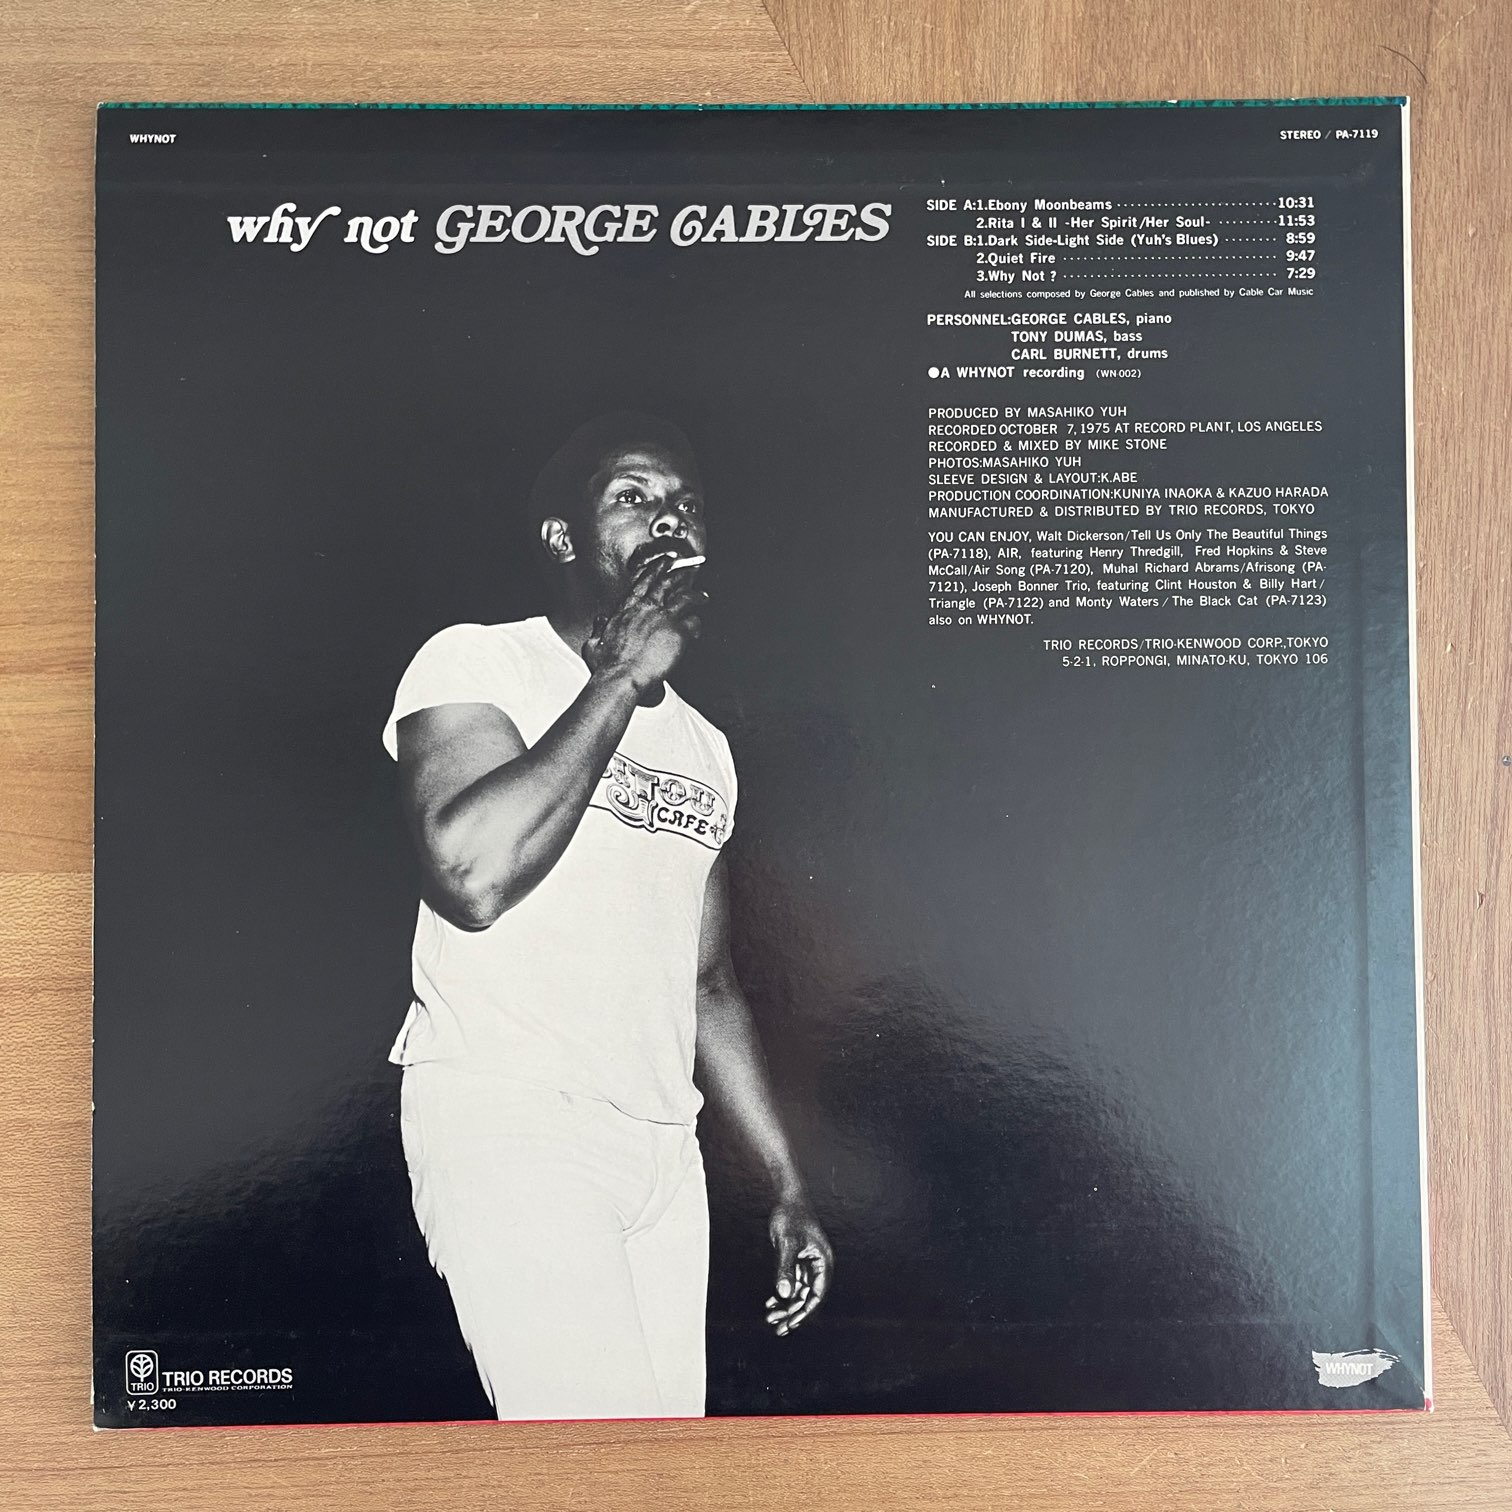 WHYNOT
STEREO / PA-7119
why not GEORGE CABLES
SIDE A:1.Ebony Moonbeams ························10:31
2.Rita I & II -Her Spirit/Her Soul- ·········11:53
SIDE B:1.Dark Side-Light Side (Yuh's Blues) ········ 8:59
2.Quiet Fire ································· 9:47
3.Why Not ? ································· 7:29
All selections composed by George Cables and published by Cable Car Music
PERSONNEL:GEORGE CABLES, piano
TONY DUMAS, bass
CARL BURNETT, drums
●A WHYNOT recording (WN-002)
PRODUCED BY MASAHIKO YUH
RECORDED OCTOBER 7, 1975 AT RECORD PLANT, LOS ANGELES
RECORDED & MIXED BY MIKE STONE
PHOTOS:MASAHIKO YUH
SLEEVE DESIGN & LAYOUT:K.ABE
PRODUCTION COORDINATION:KUNIYA INAOKA & KAZUO HARADA
MANUFACTURED & DISTRIBUTED BY TRIO RECORDS, TOKYO
YOU CAN ENJOY, Walt Dickerson/Tell Us Only The Beautiful Things
(PA-7118), AIR, featuring Henry Thredgill, Fred Hopkins & Steve
McCall/Air Song (PA-7120), Muhal Richard Abrams/Afrisong (PA-
7121), Joseph Bonner Trio, featuring Clint Houston & Billy Hart/
Triangle (PA-7122) and Monty Waters/The Black Cat (PA-7123)
also on WHYNOT.
TRIO RECORDS/TRIO-KENWOOD CORP.,TOKYO
5-2-1, ROPPONGI, MINATO-KU, TOKYO 106
CAFE
TRIO
TRIO RECORDS
TRIO-KENWOOD CORPORATION
¥2,300
WHYNOT